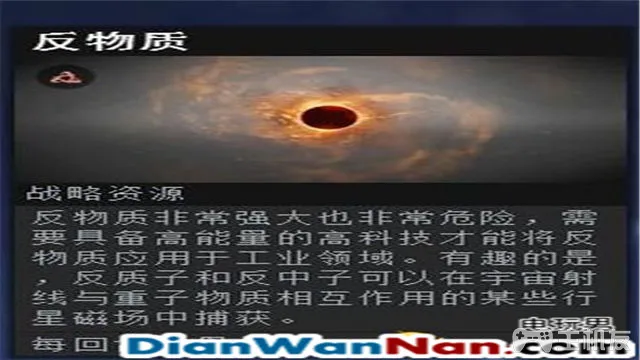 反物质
战略资源
反物质非常强大也非常危险，需
要具备高能量的高科技才能将反
物质应用于工业领域。有趣的是
，反质子和反中子可以在宇宙射
线与重子物质相互作用的某些行
星磁场中捕获。
电玩男
每回
DianWanNan.com